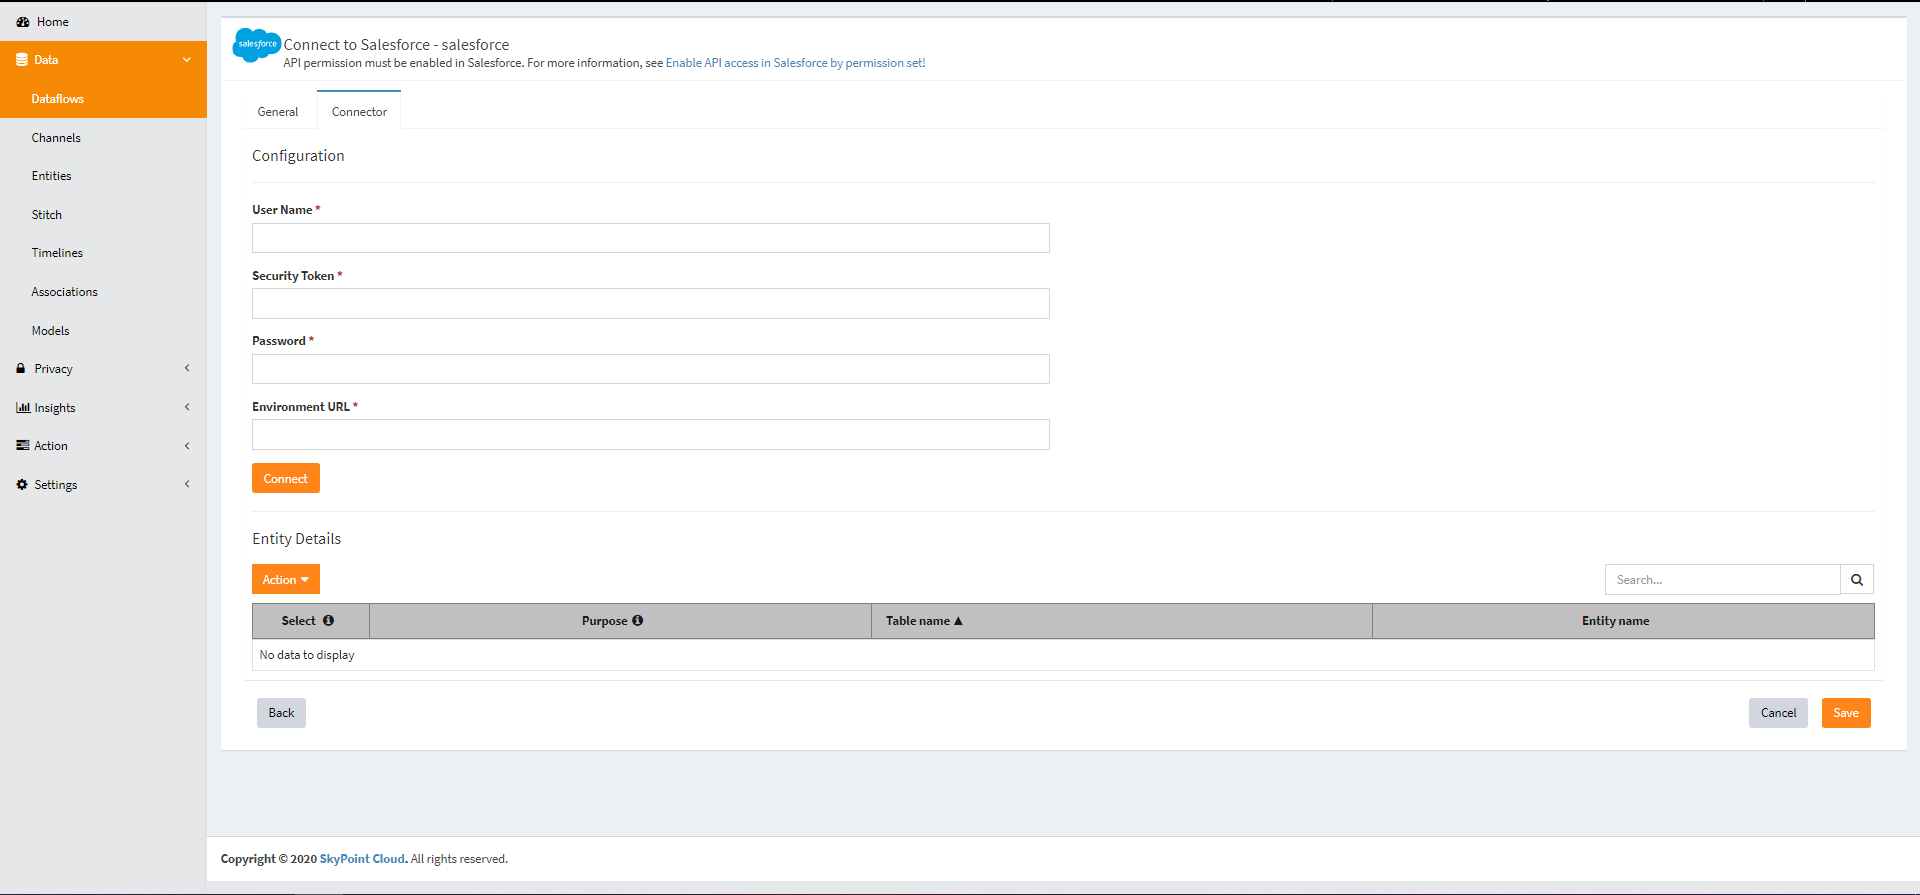 Home
Data
Dataflows
Channels
Entities
Stitch
Timelines
Associations
Models
Privacy
Insights
Action
Settings
salesforce
Connect to Salesforce - salesforce
API permission must be enabled in Salesforce. For more information, see Enable API access in Salesforce by permission set!
General Connector
Configuration
User Name *
Security Token *
Password *
Environment URL *
Connect
Entity Details
Action Search...
Select Purpose Table name ▲ Entity name
No data to display
Back Cancel Save
Copyright © 2020 SkyPoint Cloud. All rights reserved.